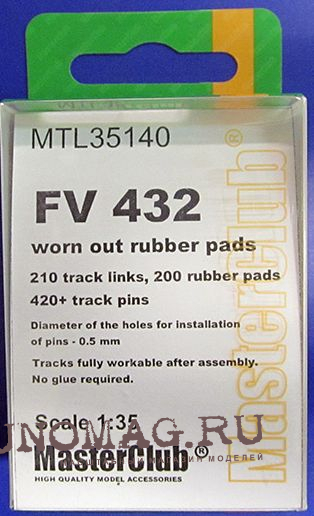 MTL35140
FV 432
worn out rubber pads
210 track links, 200 rubber pads
420+ track pins
Diameter of the holes for installation
of pins - 0.5 mm
Tracks fully workable after assembly.
No glue required.
Scale 1:35
MasterClub®
HIGH QUALITY MODEL ACCESSORIES
MasterClub®
UNOMAG.RU
МОДЕЛЕЙ